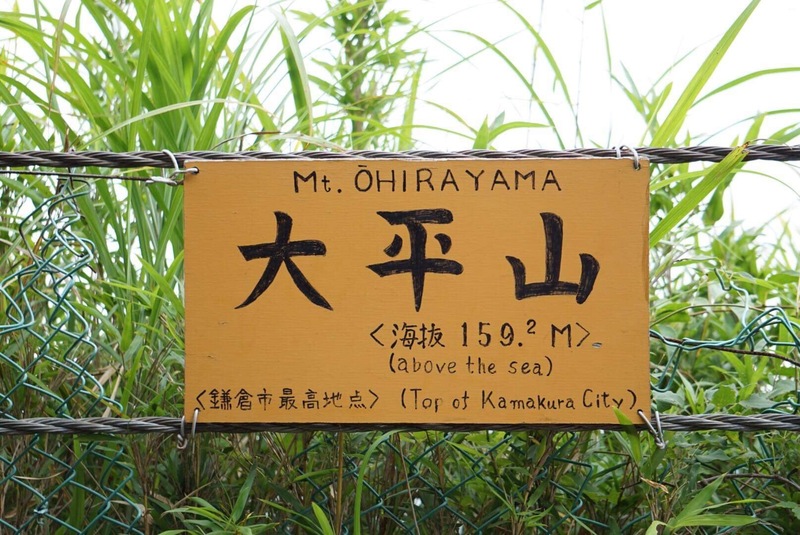 Mt. ŌHIRAYAMA
大平山
<海抜 159.² M>
(above the sea)
<鎌倉市最高地点> (Top of Kamakura City)